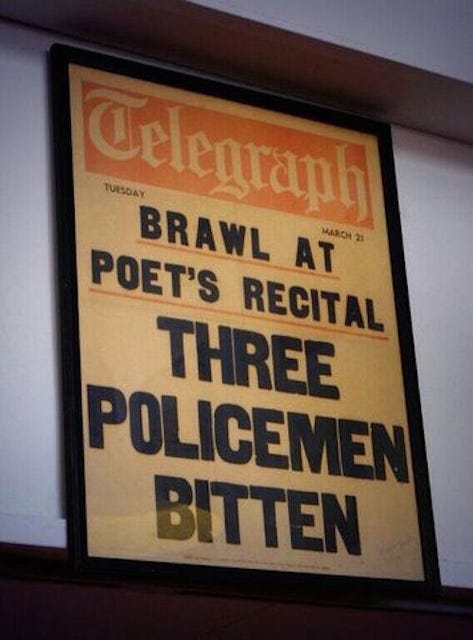 Telegraph
TUESDAY
MARCH 21
BRAWL AT
POET'S RECITAL
THREE
POLICEMEN
BITTEN